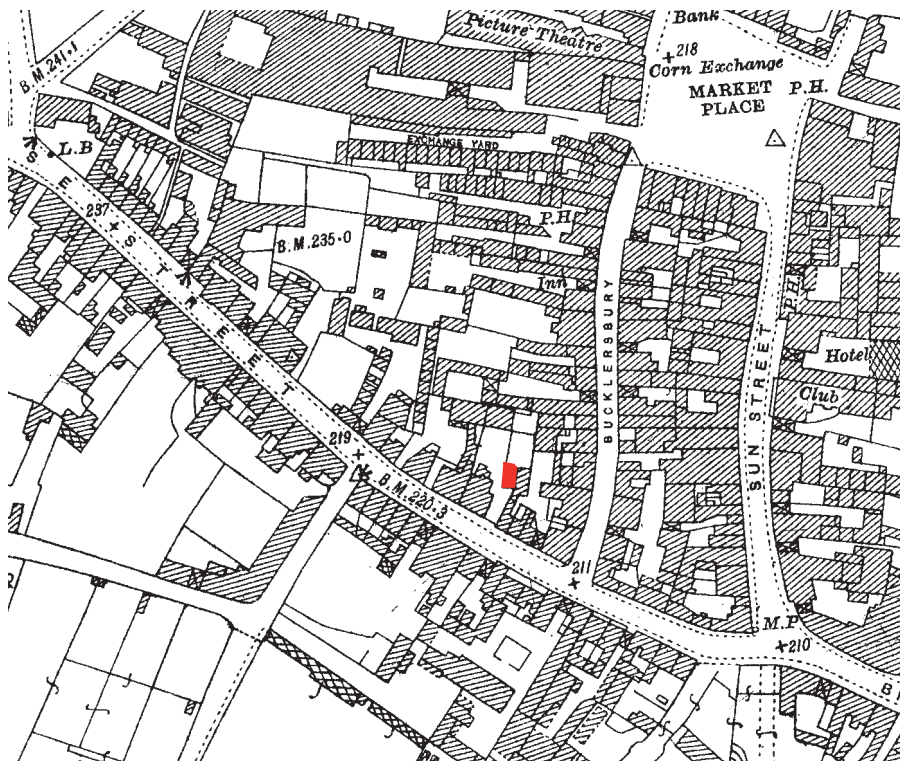 Picture Theatre
Bank
218
Corn Exchange
MARKET
PLACE
P.H.
B.M.241.1
EXCHANGE YARD
L.B
237
B.M.235.0
P.H.
Inn
P.H.
STREET
BUCKLERSBURY
SUN STREET
Hotel
Club
219
B.M.220.3
211
M.P
210